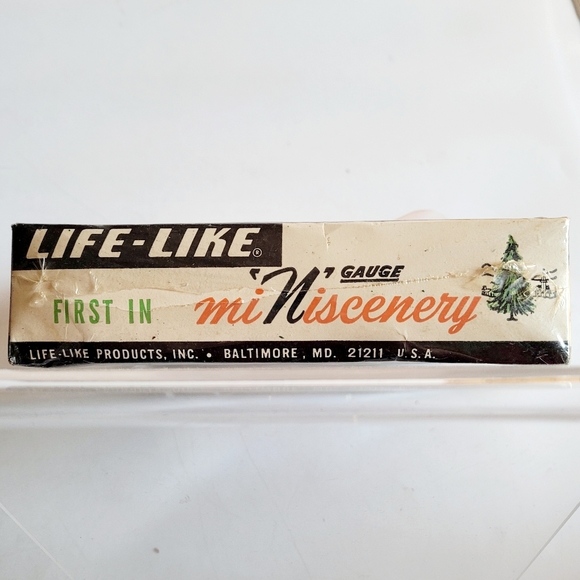 LIFE-LIKE®
'N' GAUGE
FIRST IN miNiscenery
LIFE-LIKE PRODUCTS, INC. • BALTIMORE, MD. 21211 U.S.A.